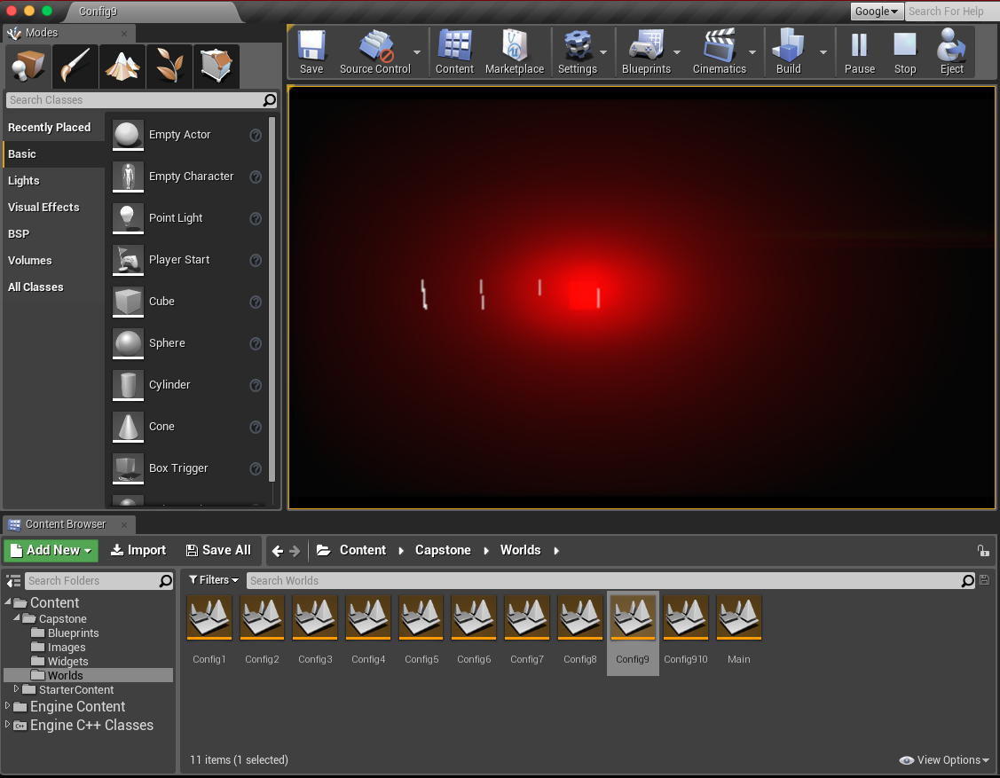 Config9
Google
Search For Help
Modes
Save
Source Control
Content
Marketplace
Settings
Blueprints
Cinematics
Build
Pause
Stop
Eject
Search Classes
Recently Placed
Basic
Lights
Visual Effects
BSP
Volumes
All Classes
Empty Actor
Empty Character
Point Light
Player Start
Cube
Sphere
Cylinder
Cone
Box Trigger
Content Browser
Add New
Import
Save All
Content
Capstone
Worlds
Search Folders
Filters
Search Worlds
Content
Capstone
Blueprints
Images
Widgets
Worlds
StarterContent
Engine Content
Engine C++ Classes
Config1
Config2
Config3
Config4
Config5
Config6
Config7
Config8
Config9
Config910
Main
11 items (1 selected)
View Options